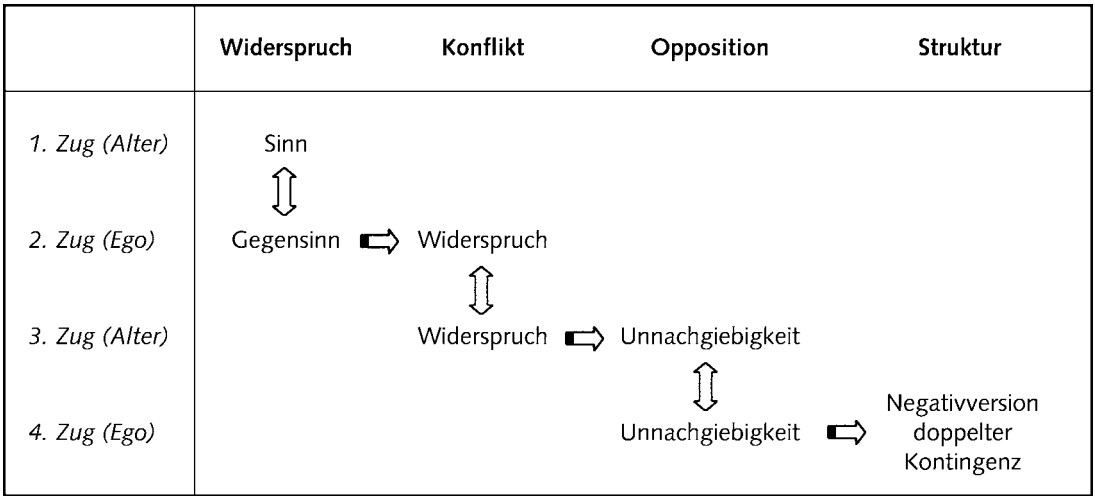 Widerspruch Konflikt Opposition Struktur
1. Zug (Alter) Sinn
2. Zug (Ego) Gegensinn Widerspruch
3. Zug (Alter) Widerspruch Unnachgiebigkeit
4. Zug (Ego) Unnachgiebigkeit Negativversion
doppelter
Kontingenz